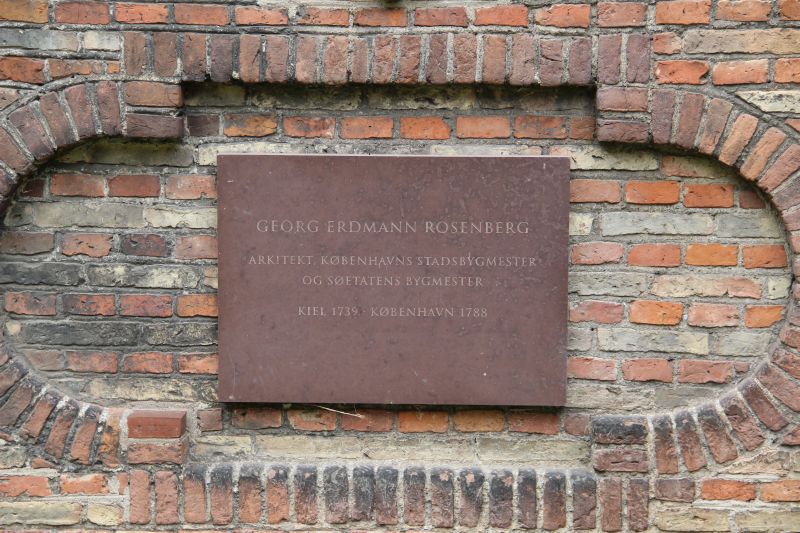 GEORG ERDMANN ROSENBERG
ARKITEKT, KØBENHAVNS STADSBYGMESTER
OG SØETATENS BYGMESTER
KIEL 1739 - KØBENHAVN 1788